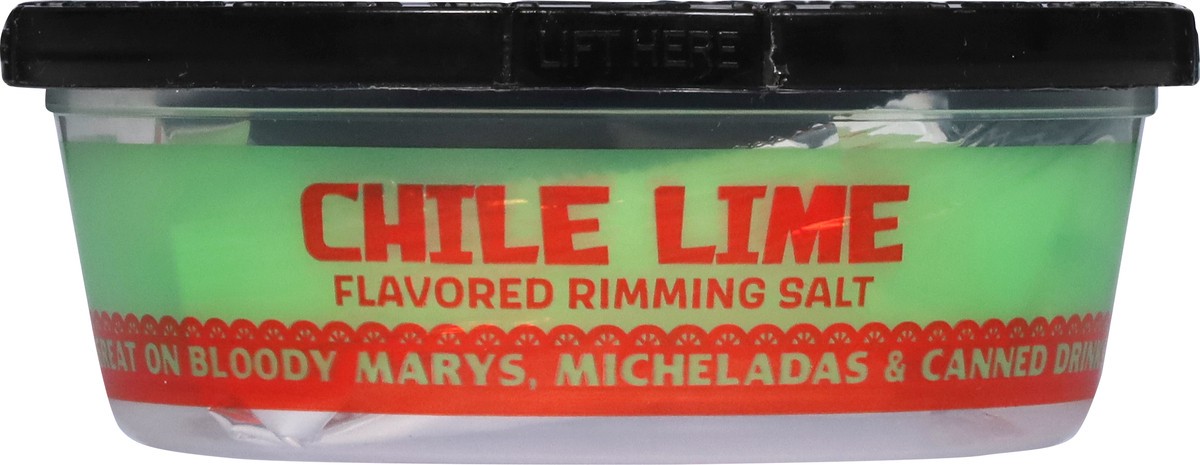 LIFT HERE
CHILE LIME
FLAVORED RIMMING SALT
ON BLOODY MARYS, MICHELADAS & CANNED